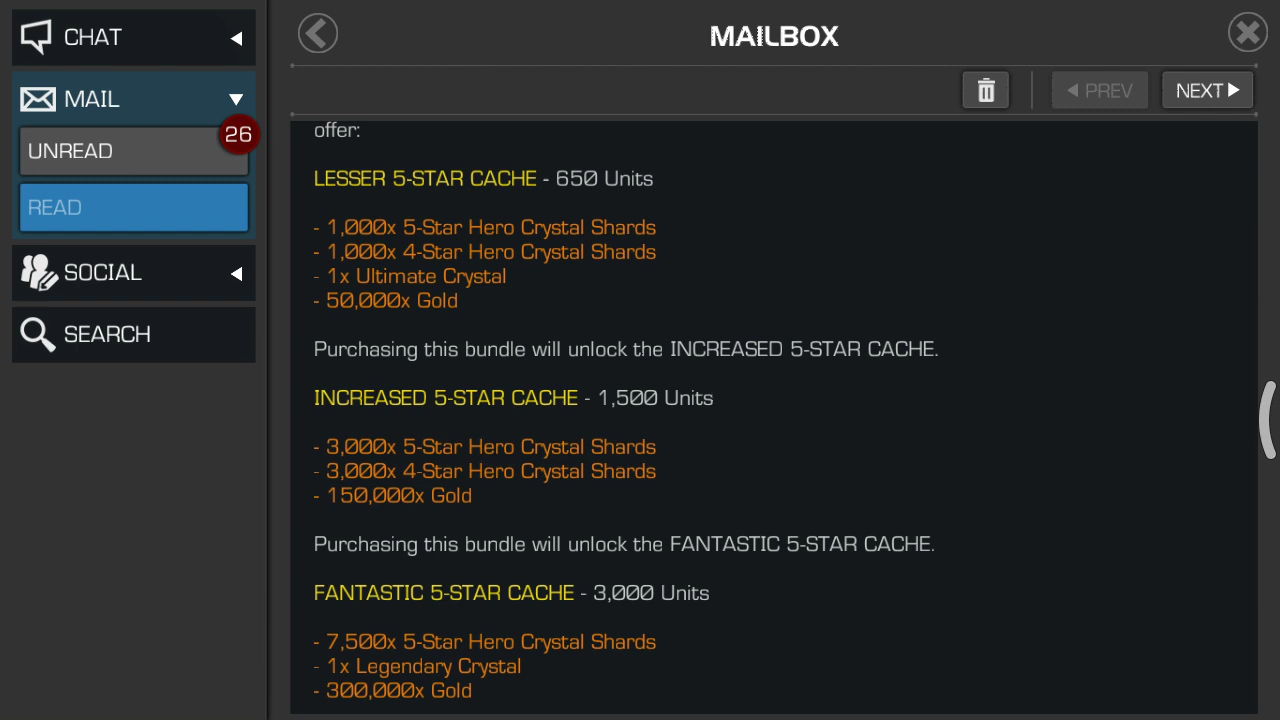 CHAT
MAIL
UNREAD
26
READ
SOCIAL
SEARCH
MAILBOX
PREV
NEXT
offer:
LESSER 5-STAR CACHE - 650 Units
- 1,000x 5-Star Hero Crystal Shards
- 1,000x 4-Star Hero Crystal Shards
- 1x Ultimate Crystal
- 50,000x Gold
Purchasing this bundle will unlock the INCREASED 5-STAR CACHE.
INCREASED 5-STAR CACHE - 1,500 Units
- 3,000x 5-Star Hero Crystal Shards
- 3,000x 4-Star Hero Crystal Shards
- 150,000x Gold
Purchasing this bundle will unlock the FANTASTIC 5-STAR CACHE.
FANTASTIC 5-STAR CACHE - 3,000 Units
- 7,500x 5-Star Hero Crystal Shards
- 1x Legendary Crystal
- 300,000x Gold